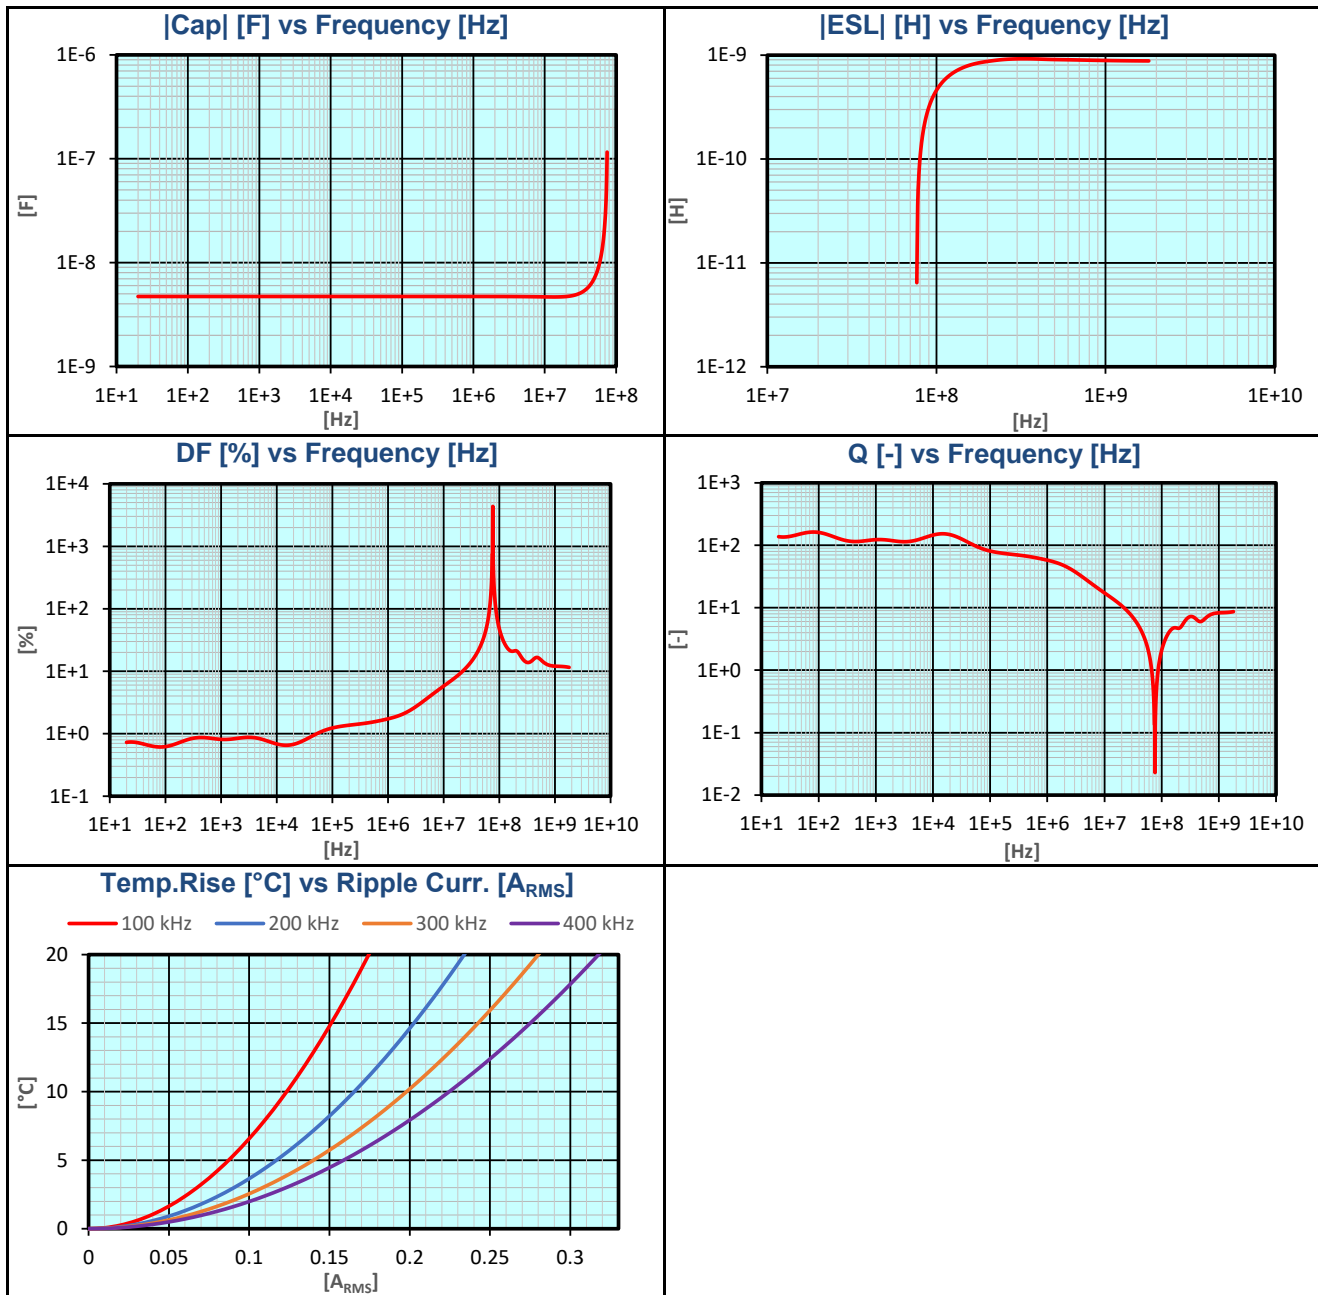 |Cap| [F] vs Frequency [Hz]
1E-6
1E-7
1E-8
1E-9
[F]
1E+1 1E+2 1E+3 1E+4 1E+5 1E+6 1E+7 1E+8
[Hz]
|ESL| [H] vs Frequency [Hz]
1E-9
1E-10
1E-11
1E-12
[H]
1E+7 1E+8 1E+9 1E+10
[Hz]
DF [%] vs Frequency [Hz]
1E+4
1E+3
1E+2
1E+1
1E+0
1E-1
[%]
1E+1 1E+2 1E+3 1E+4 1E+5 1E+6 1E+7 1E+8 1E+9 1E+10
[Hz]
Q [-] vs Frequency [Hz]
1E+3
1E+2
1E+1
1E+0
1E-1
1E-2
[-]
1E+1 1E+2 1E+3 1E+4 1E+5 1E+6 1E+7 1E+8 1E+9 1E+10
[Hz]
Temp.Rise [°C] vs Ripple Curr. [ARMS]
100 kHz 200 kHz 300 kHz 400 kHz
20
15
10
5
0
[°C]
0 0.05 0.1 0.15 0.2 0.25 0.3
[ARMS]